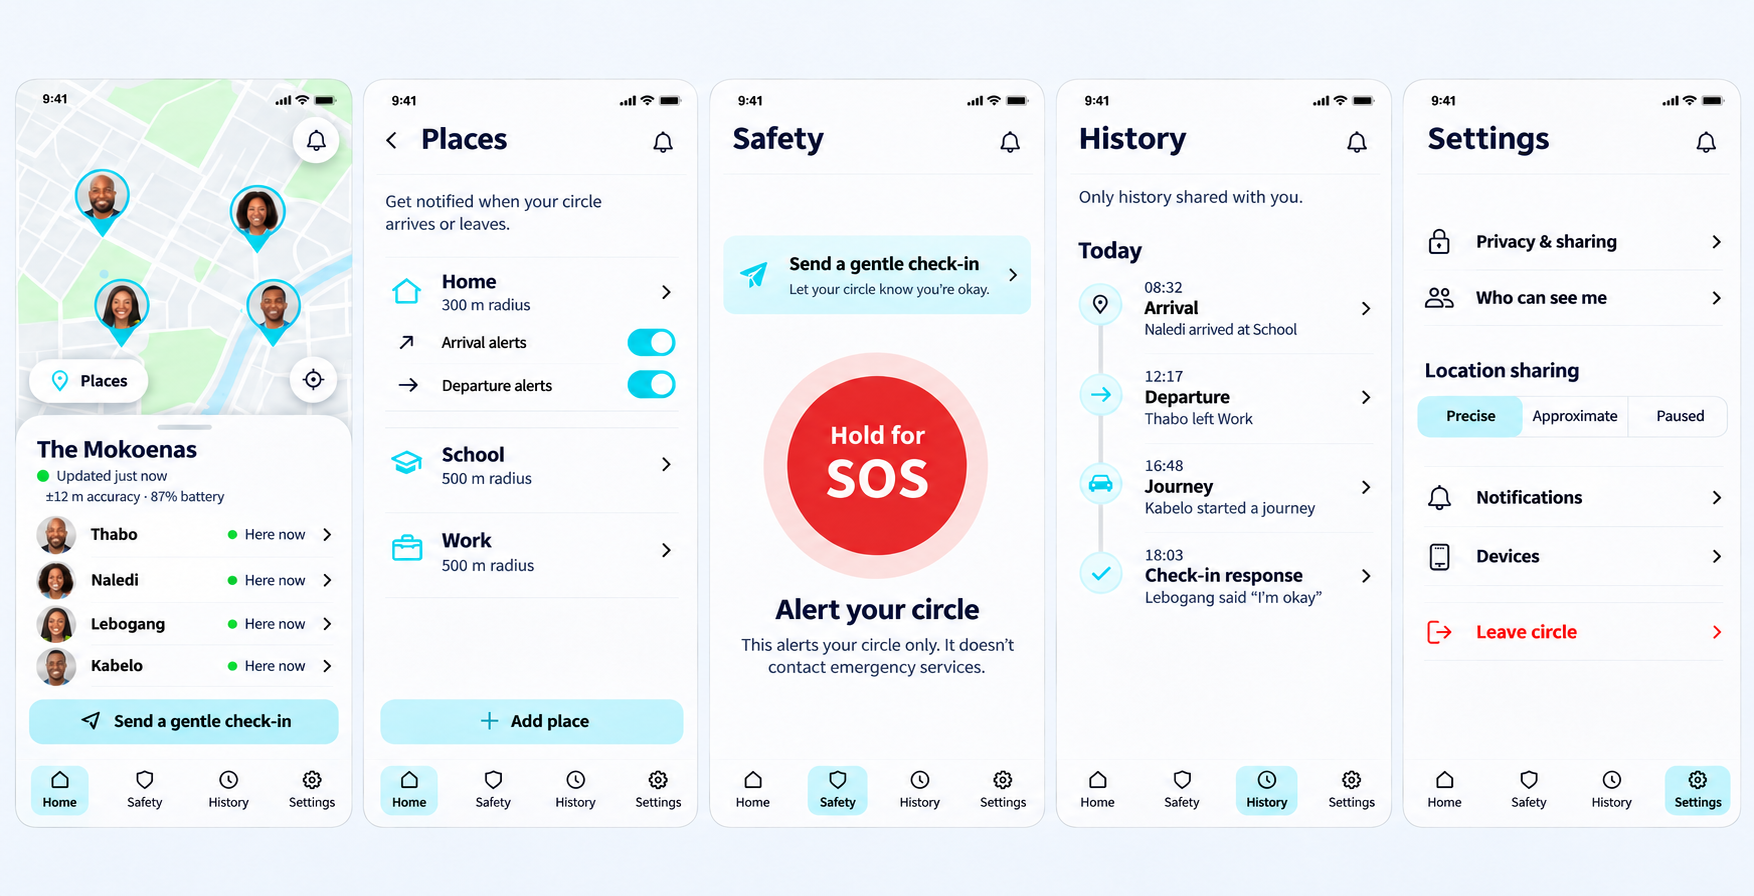 9:41
Places
The Mokoenas
Updated just now
±12 m accuracy · 87% battery
Thabo Here now
Naledi Here now
Lebogang Here now
Kabelo Here now
Send a gentle check-in
Home Safety History Settings
9:41
Places
Get notified when your circle
arrives or leaves.
Home
300 m radius
Arrival alerts
Departure alerts
School
500 m radius
Work
500 m radius
Add place
Home Safety History Settings
9:41
Safety
Send a gentle check-in
Let your circle know you’re okay.
Hold for
SOS
Alert your circle
This alerts your circle only. It doesn’t
contact emergency services.
Home Safety History Settings
9:41
History
Only history shared with you.
Today
08:32
Arrival
Naledi arrived at School
12:17
Departure
Thabo left Work
16:48
Journey
Kabelo started a journey
18:03
Check-in response
Lebogang said “I’m okay”
Home Safety History Settings
9:41
Settings
Privacy & sharing
Who can see me
Location sharing
Precise Approximate Paused
Notifications
Devices
Leave circle
Home Safety History Settings